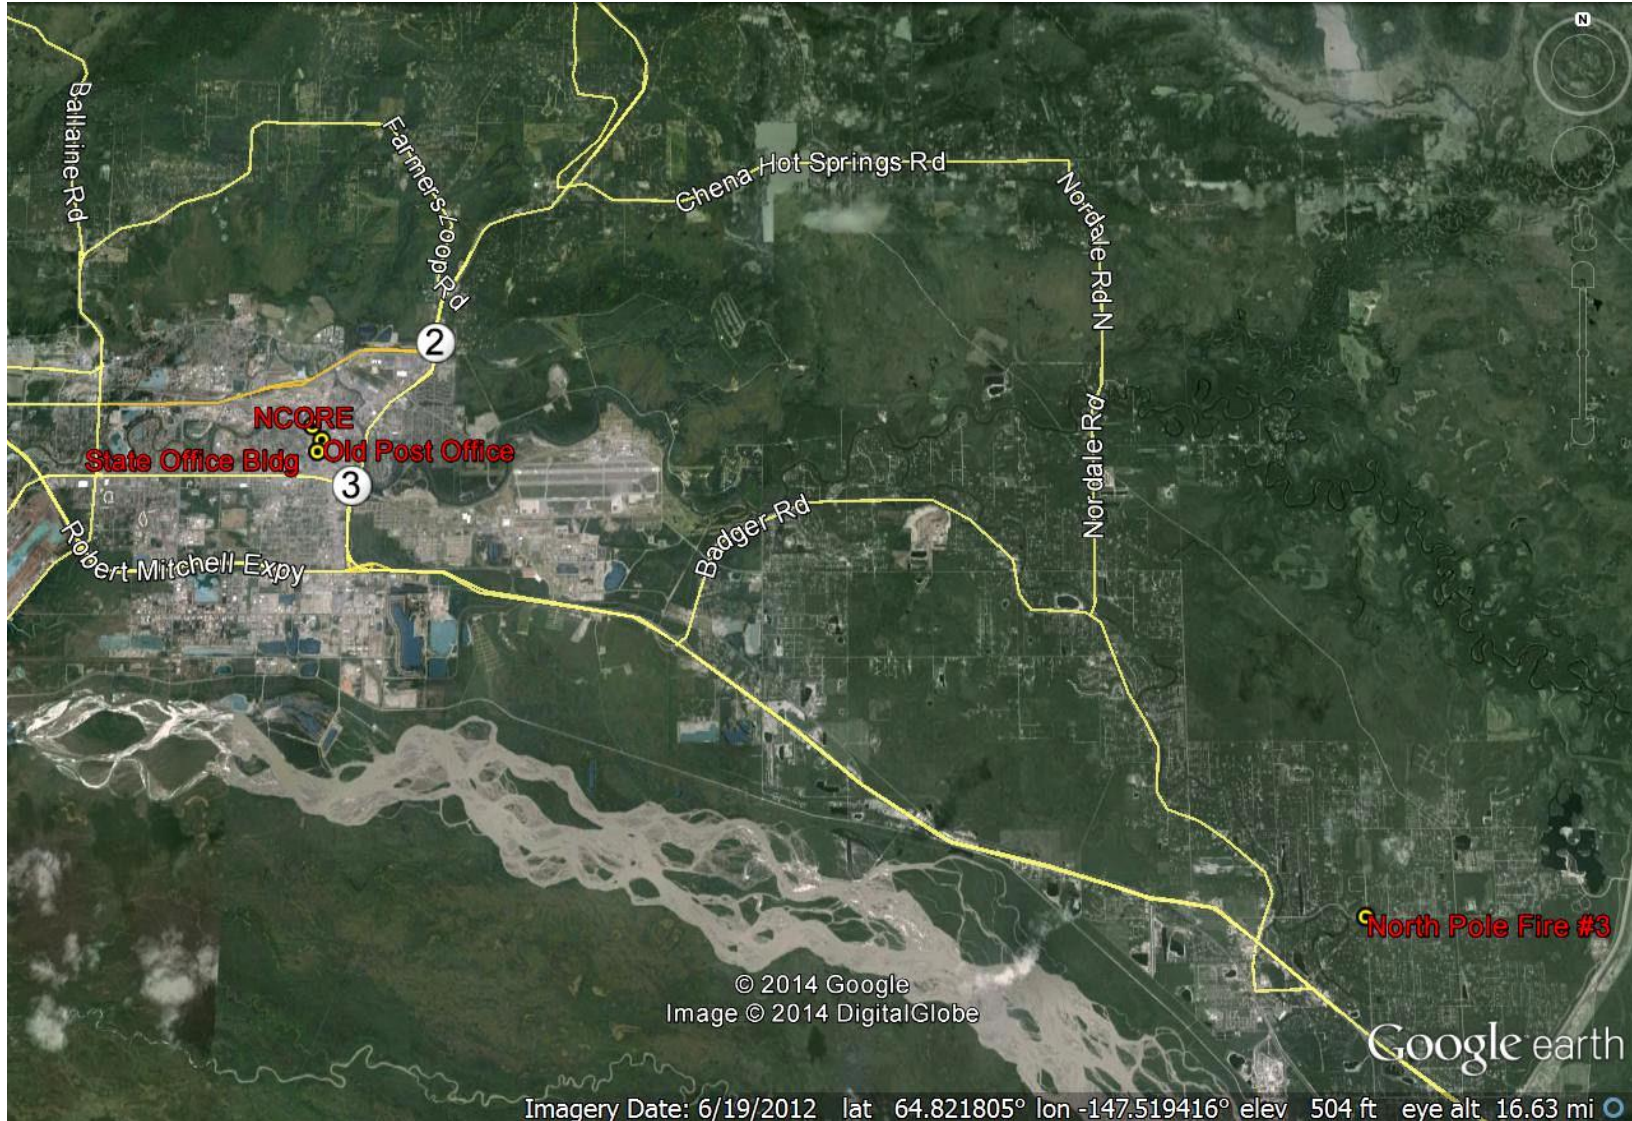 N
Ballaine Rd
Farmers Loop Rd
Chena Hot Springs Rd
Nordale Rd N
2
NCORE
Old Post Office
State Office Bldg
3
Nordale Rd
Badger Rd
Robert Mitchell Expy
North Pole Fire #3
© 2014 Google
Image © 2014 DigitalGlobe
Google earth
Imagery Date: 6/19/2012 lat 64.821805° lon -147.519416° elev 504 ft eye alt 16.63 mi